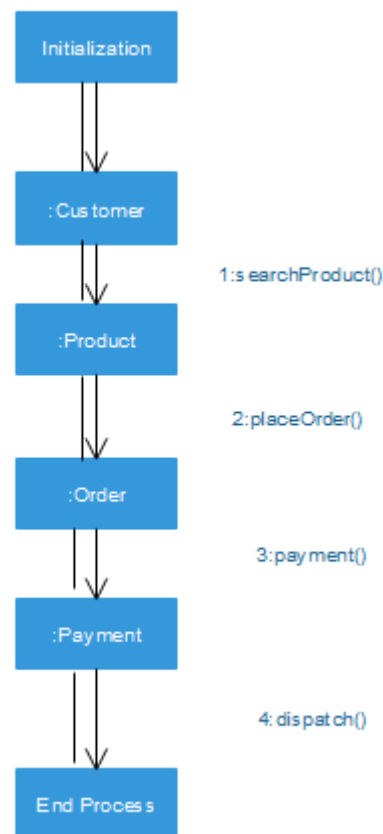 Initialization
:Customer
1:searchProduct()
:Product
2:placeOrder()
:Order
3:payment()
:Payment
4:dispatch()
End Process